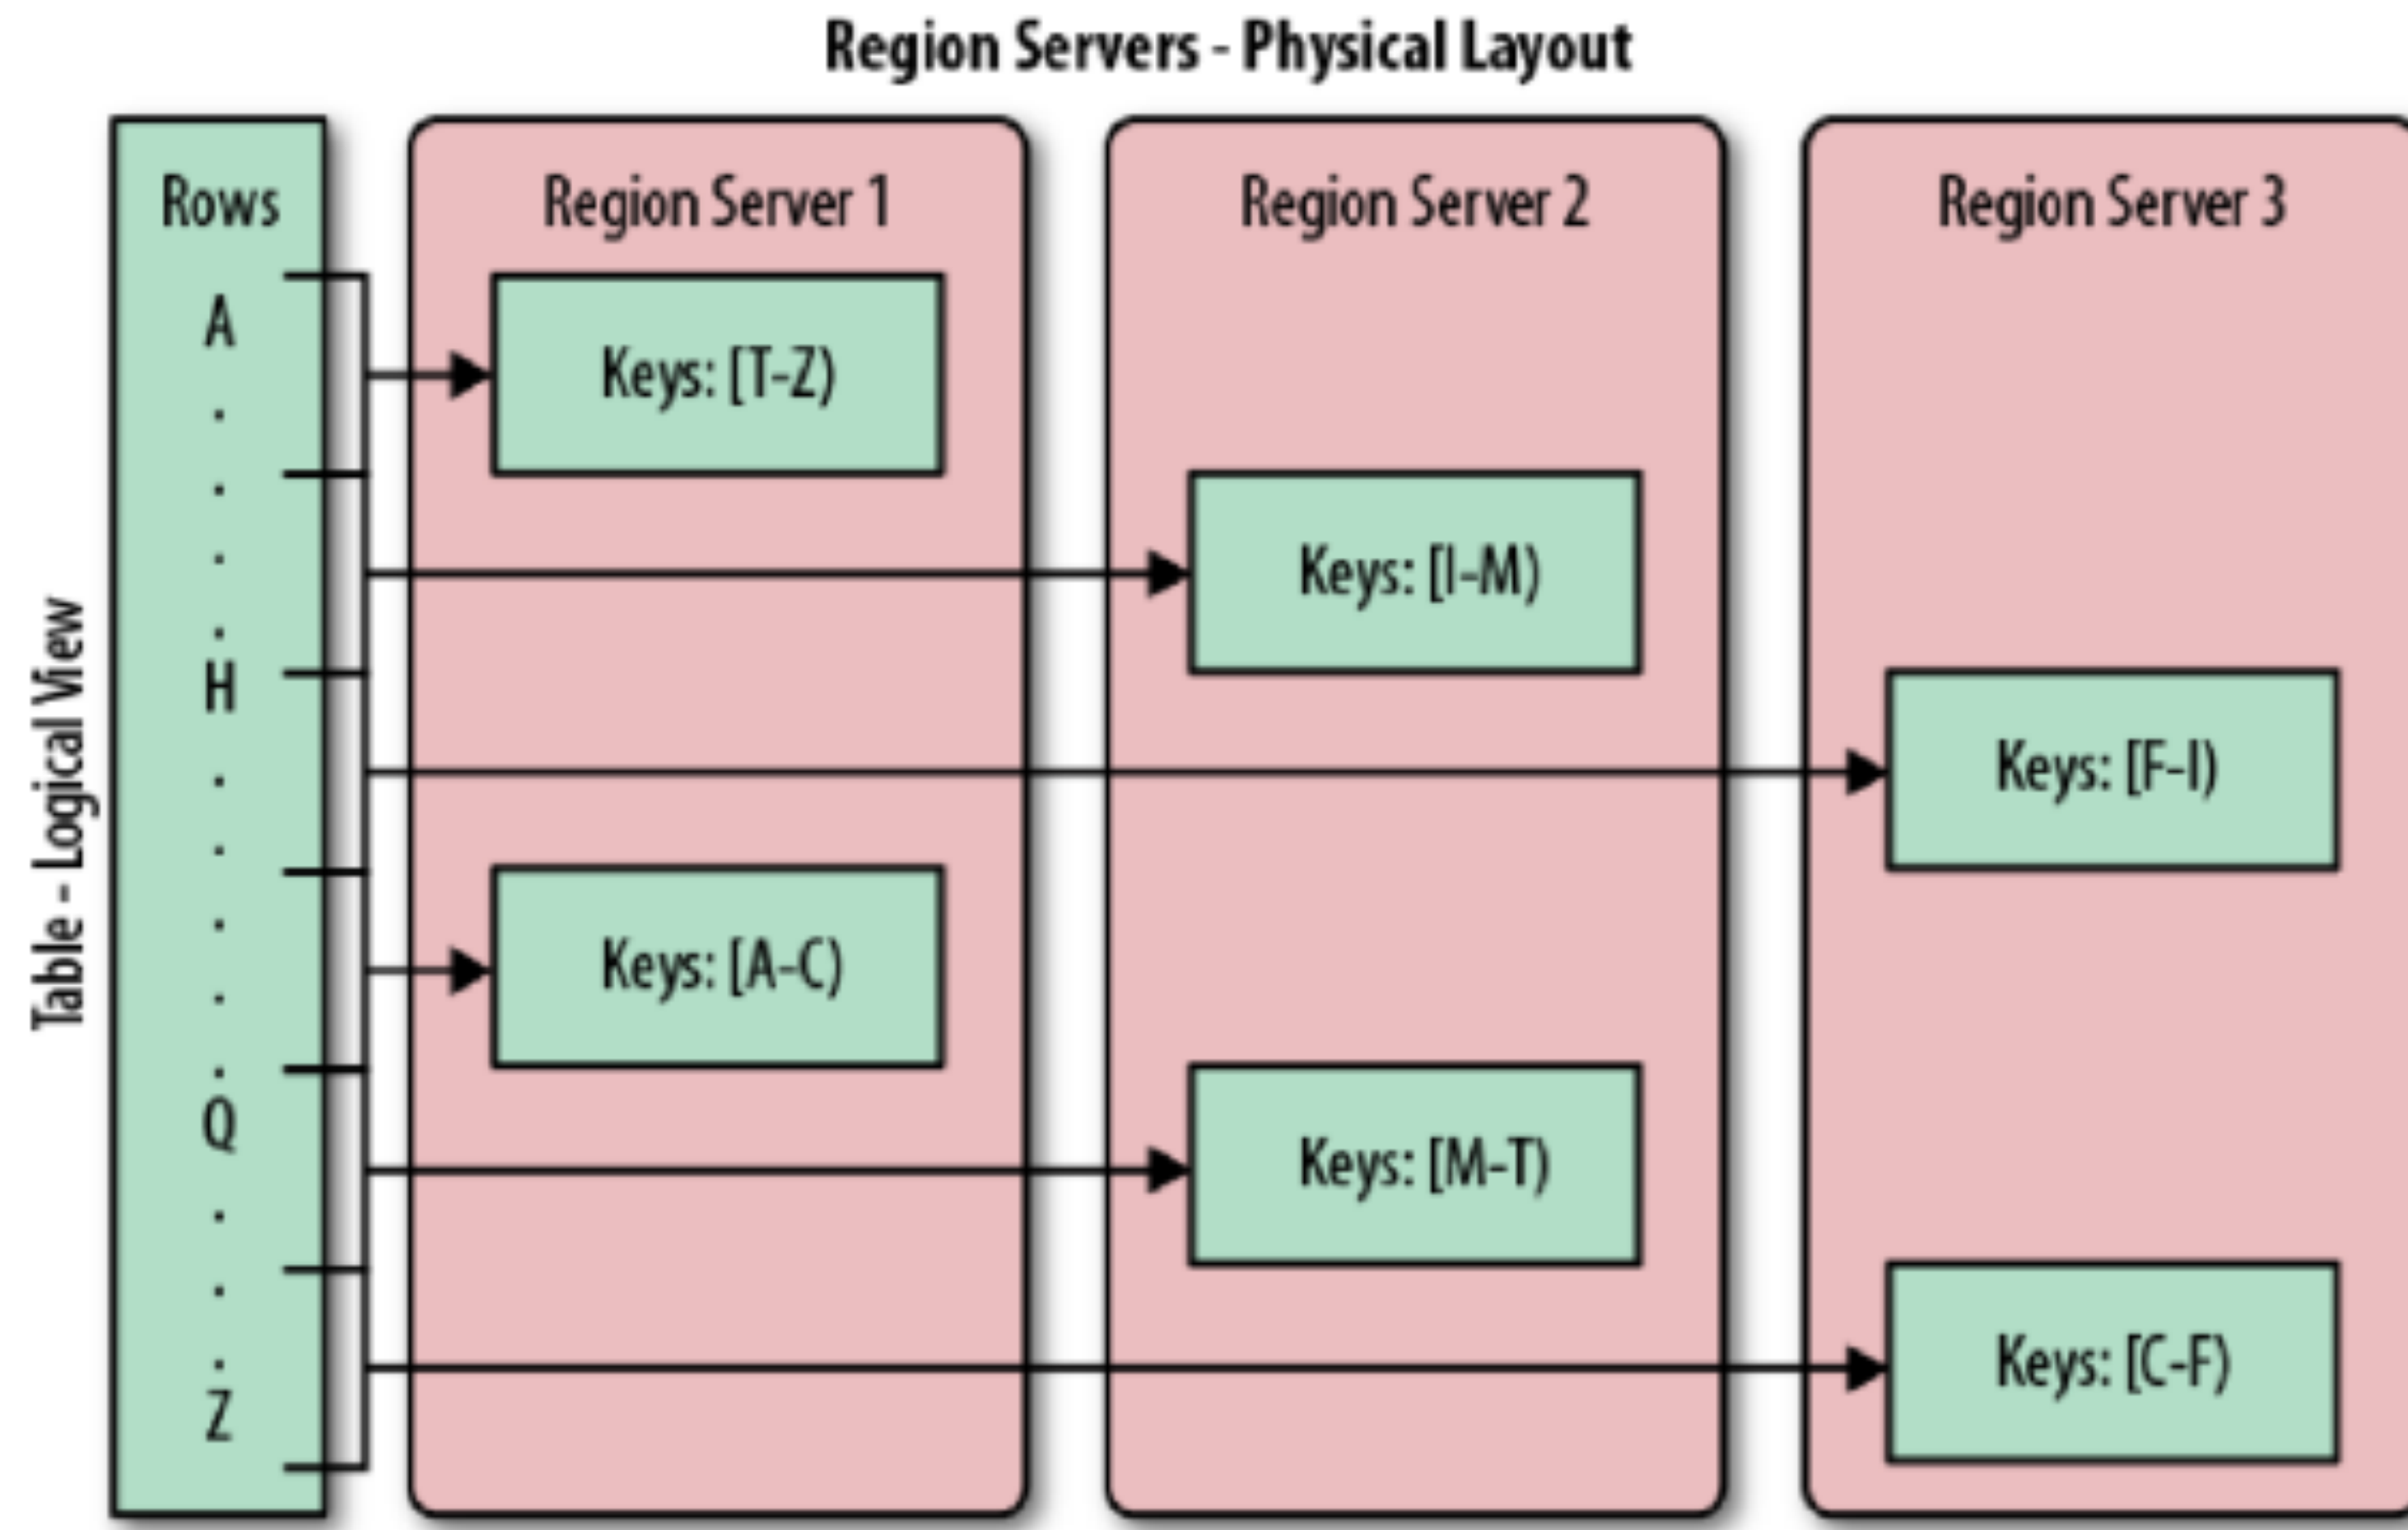 Region Servers - Physical Layout
Table - Logical View
Rows
A
.
.
.
.
H
.
.
.
.
.
Q
.
.
.
Z
Region Server 1
Keys: [T-Z)
Keys: [A-C)
Region Server 2
Keys: [I-M)
Keys: [M-T)
Region Server 3
Keys: [F-I)
Keys: [C-F)